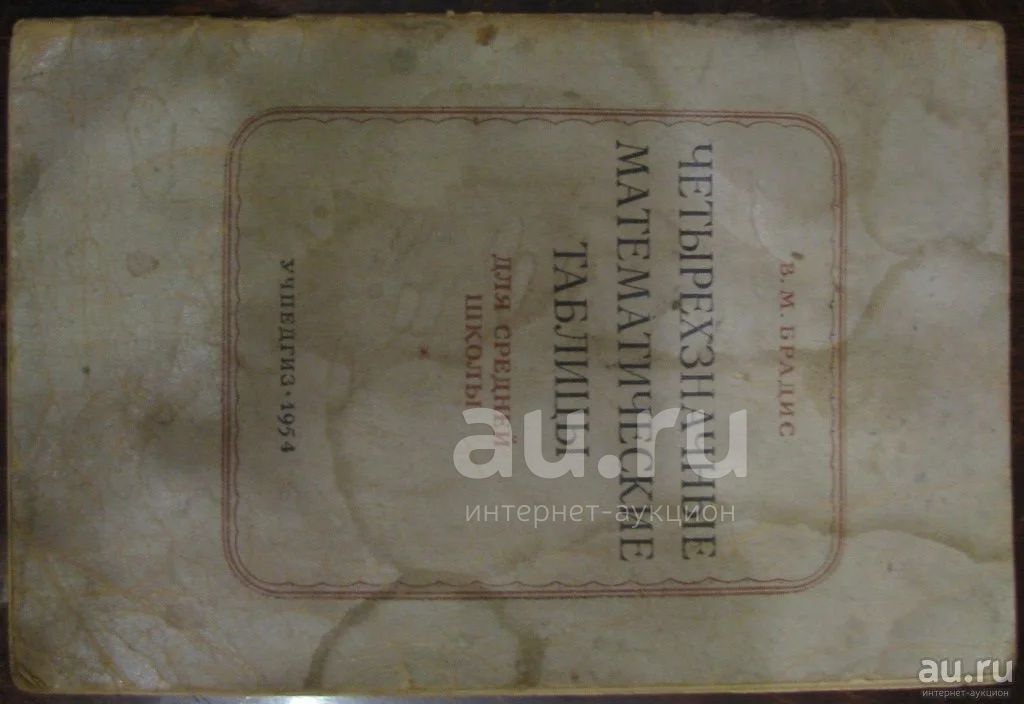 В. М. БРАДИС
ЧЕТЫРЕХЗНАЧНЫЕ
МАТЕМАТИЧЕСКИЕ
ТАБЛИЦЫ
ДЛЯ СРЕДНЕЙ
ШКОЛЫ
УЧПЕДГИЗ · 1954
au.ru
интернет-аукцион
au.ru
интернет-аукцион